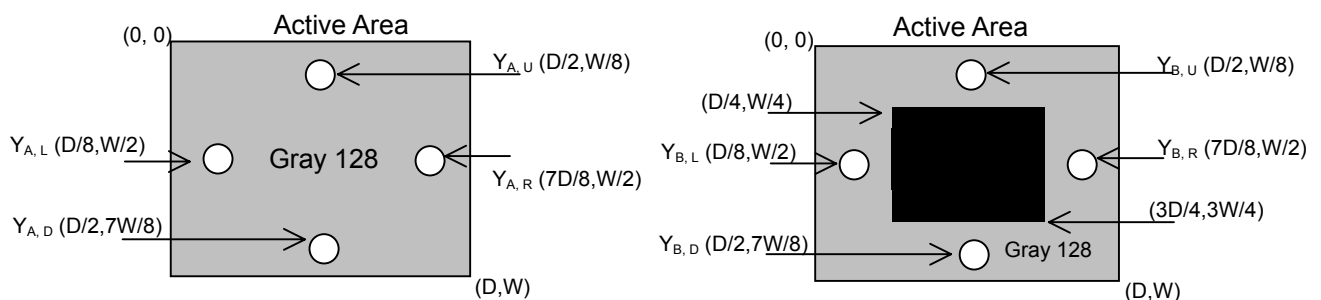 Active Area
(0, 0)
Y_A, U (D/2,W/8)
Y_A, L (D/8,W/2)
Gray 128
Y_A, R (7D/8,W/2)
Y_A, D (D/2,7W/8)
(D,W)
Active Area
(0, 0)
Y_B, U (D/2,W/8)
(D/4,W/4)
Y_B, L (D/8,W/2)
Y_B, R (7D/8,W/2)
(3D/4,3W/4)
Y_B, D (D/2,7W/8)
Gray 128
(D,W)